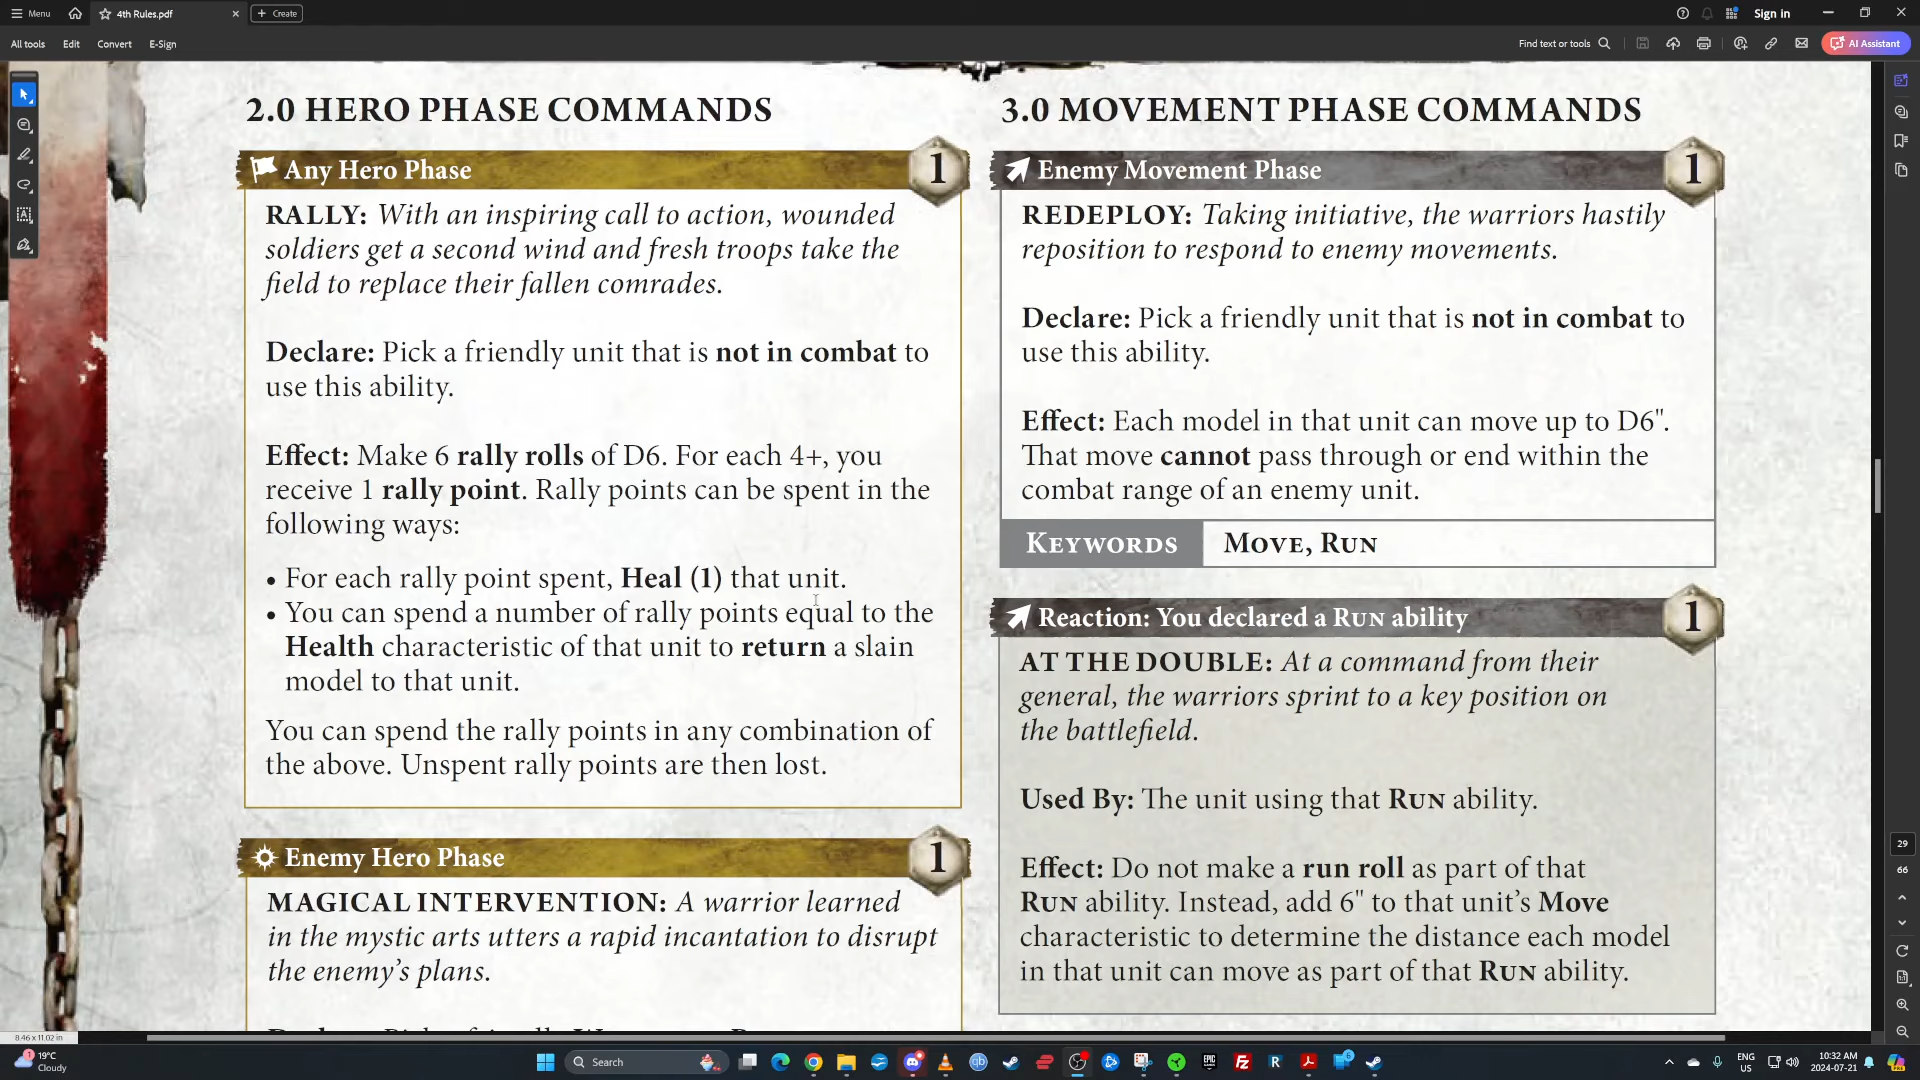 Menu
4th Rules.pdf
Create
Sign in
All tools
Edit
Convert
E-Sign
Find text or tools
AI Assistant
2.0 HERO PHASE COMMANDS
Any Hero Phase
1
RALLY: With an inspiring call to action, wounded
soldiers get a second wind and fresh troops take the
field to replace their fallen comrades.
Declare: Pick a friendly unit that is not in combat to
use this ability.
Effect: Make 6 rally rolls of D6. For each 4+, you
receive 1 rally point. Rally points can be spent in the
following ways:
• For each rally point spent, Heal (1) that unit.
• You can spend a number of rally points equal to the
Health characteristic of that unit to return a slain
model to that unit.
You can spend the rally points in any combination of
the above. Unspent rally points are then lost.
Enemy Hero Phase
1
MAGICAL INTERVENTION: A warrior learned
in the mystic arts utters a rapid incantation to disrupt
the enemy's plans.
3.0 MOVEMENT PHASE COMMANDS
Enemy Movement Phase
1
REDEPLOY: Taking initiative, the warriors hastily
reposition to respond to enemy movements.
Declare: Pick a friendly unit that is not in combat to
use this ability.
Effect: Each model in that unit can move up to D6".
That move cannot pass through or end within the
combat range of an enemy unit.
KEYWORDS
MOVE, RUN
Reaction: You declared a RUN ability
1
AT THE DOUBLE: At a command from their
general, the warriors sprint to a key position on
the battlefield.
Used By: The unit using that RUN ability.
Effect: Do not make a run roll as part of that
RUN ability. Instead, add 6" to that unit's Move
characteristic to determine the distance each model
in that unit can move as part of that RUN ability.
29
66
8.46 x 11.02 in
19°C
Cloudy
Search
ENG
US
10:32 AM
2024-07-21